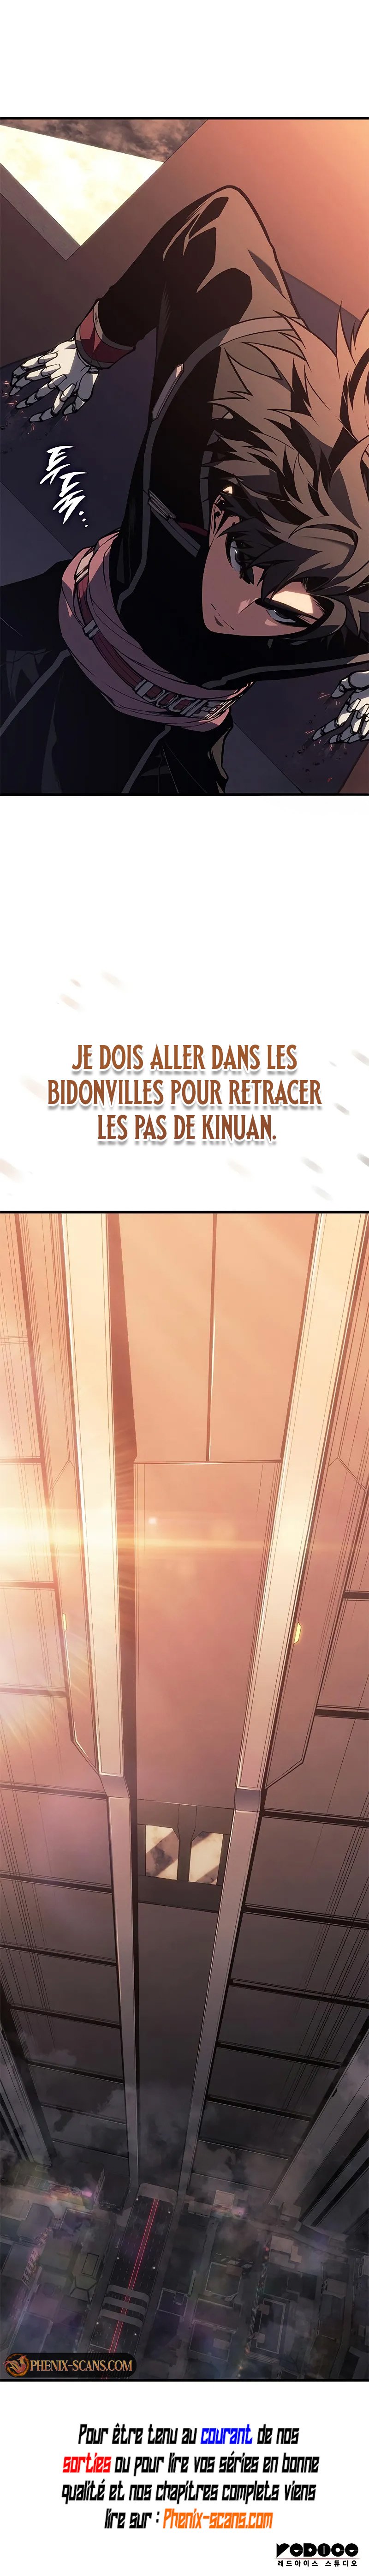 투둑...
JE DOIS ALLER DANS LES
BIDONVILLES POUR RETRACER
LES PAS DE KINUAN.
PHENIX-SCANS.COM
Pour être tenu au courant de nos
sorties ou pour lire vos séries en bonne
qualité et nos chapitres complets viens
lire sur : Phenix-scans.com
REDICE
레드아이스 스튜디오